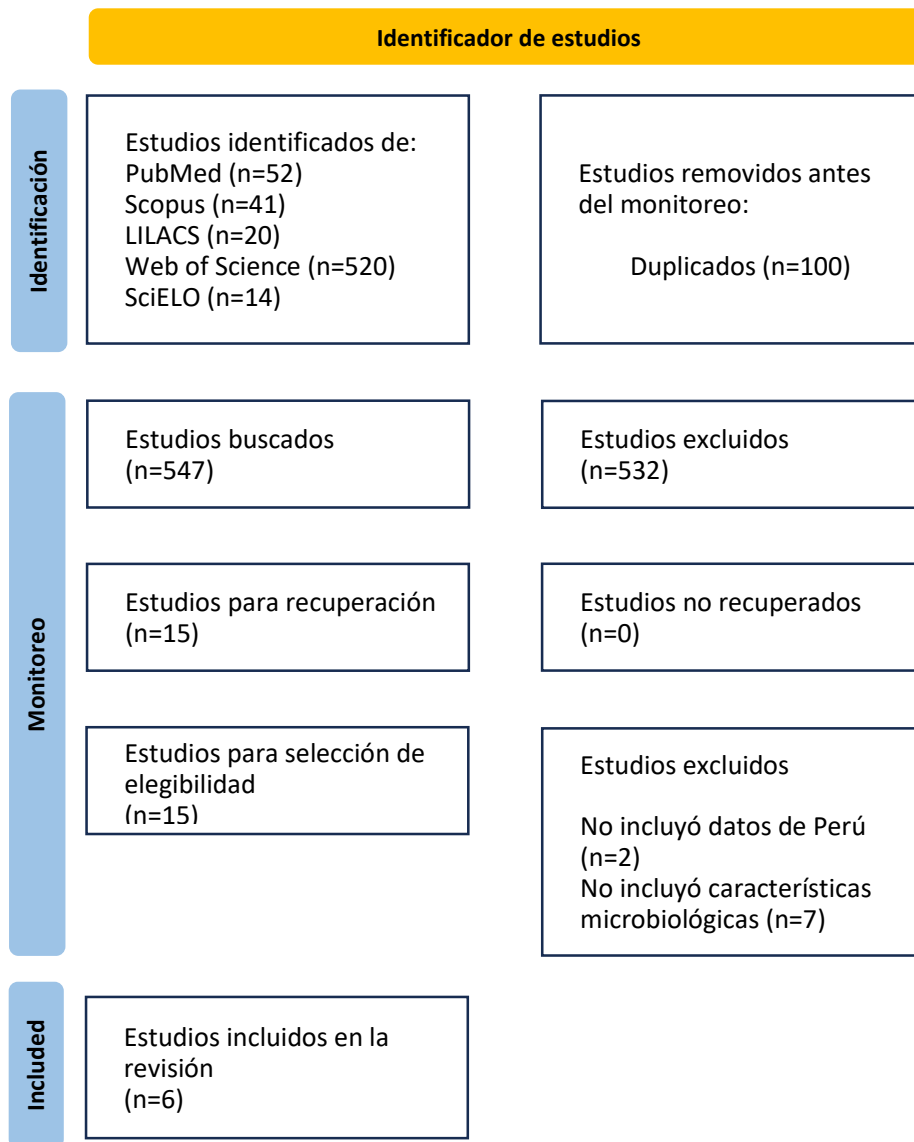 Identificador de estudios
Identificación
Estudios identificados de:
PubMed (n=52)
Scopus (n=41)
LILACS (n=20)
Web of Science (n=520)
SciELO (n=14)
Estudios removidos antes
del monitoreo:
Duplicados (n=100)
Monitoreo
Estudios buscados
(n=547)
Estudios excluidos
(n=532)
Estudios para recuperación
(n=15)
Estudios no recuperados
(n=0)
Estudios para selección de
elegibilidad
(n=15)
Estudios excluidos
No incluyó datos de Perú
(n=2)
No incluyó características
microbiológicas (n=7)
Included
Estudios incluidos en la
revisión
(n=6)